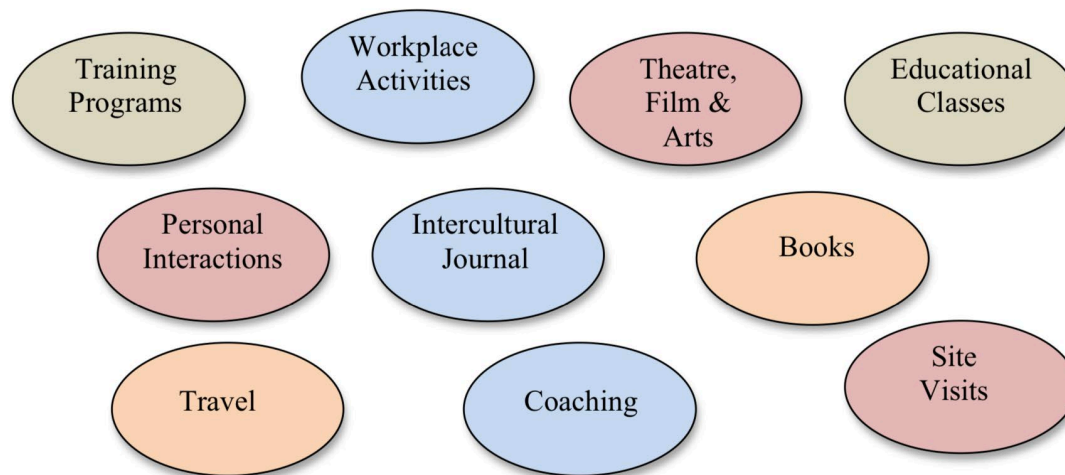 Training
Programs
Workplace
Activities
Theatre,
Film &
Arts
Educational
Classes
Personal
Interactions
Intercultural
Journal
Books
Travel
Coaching
Site
Visits